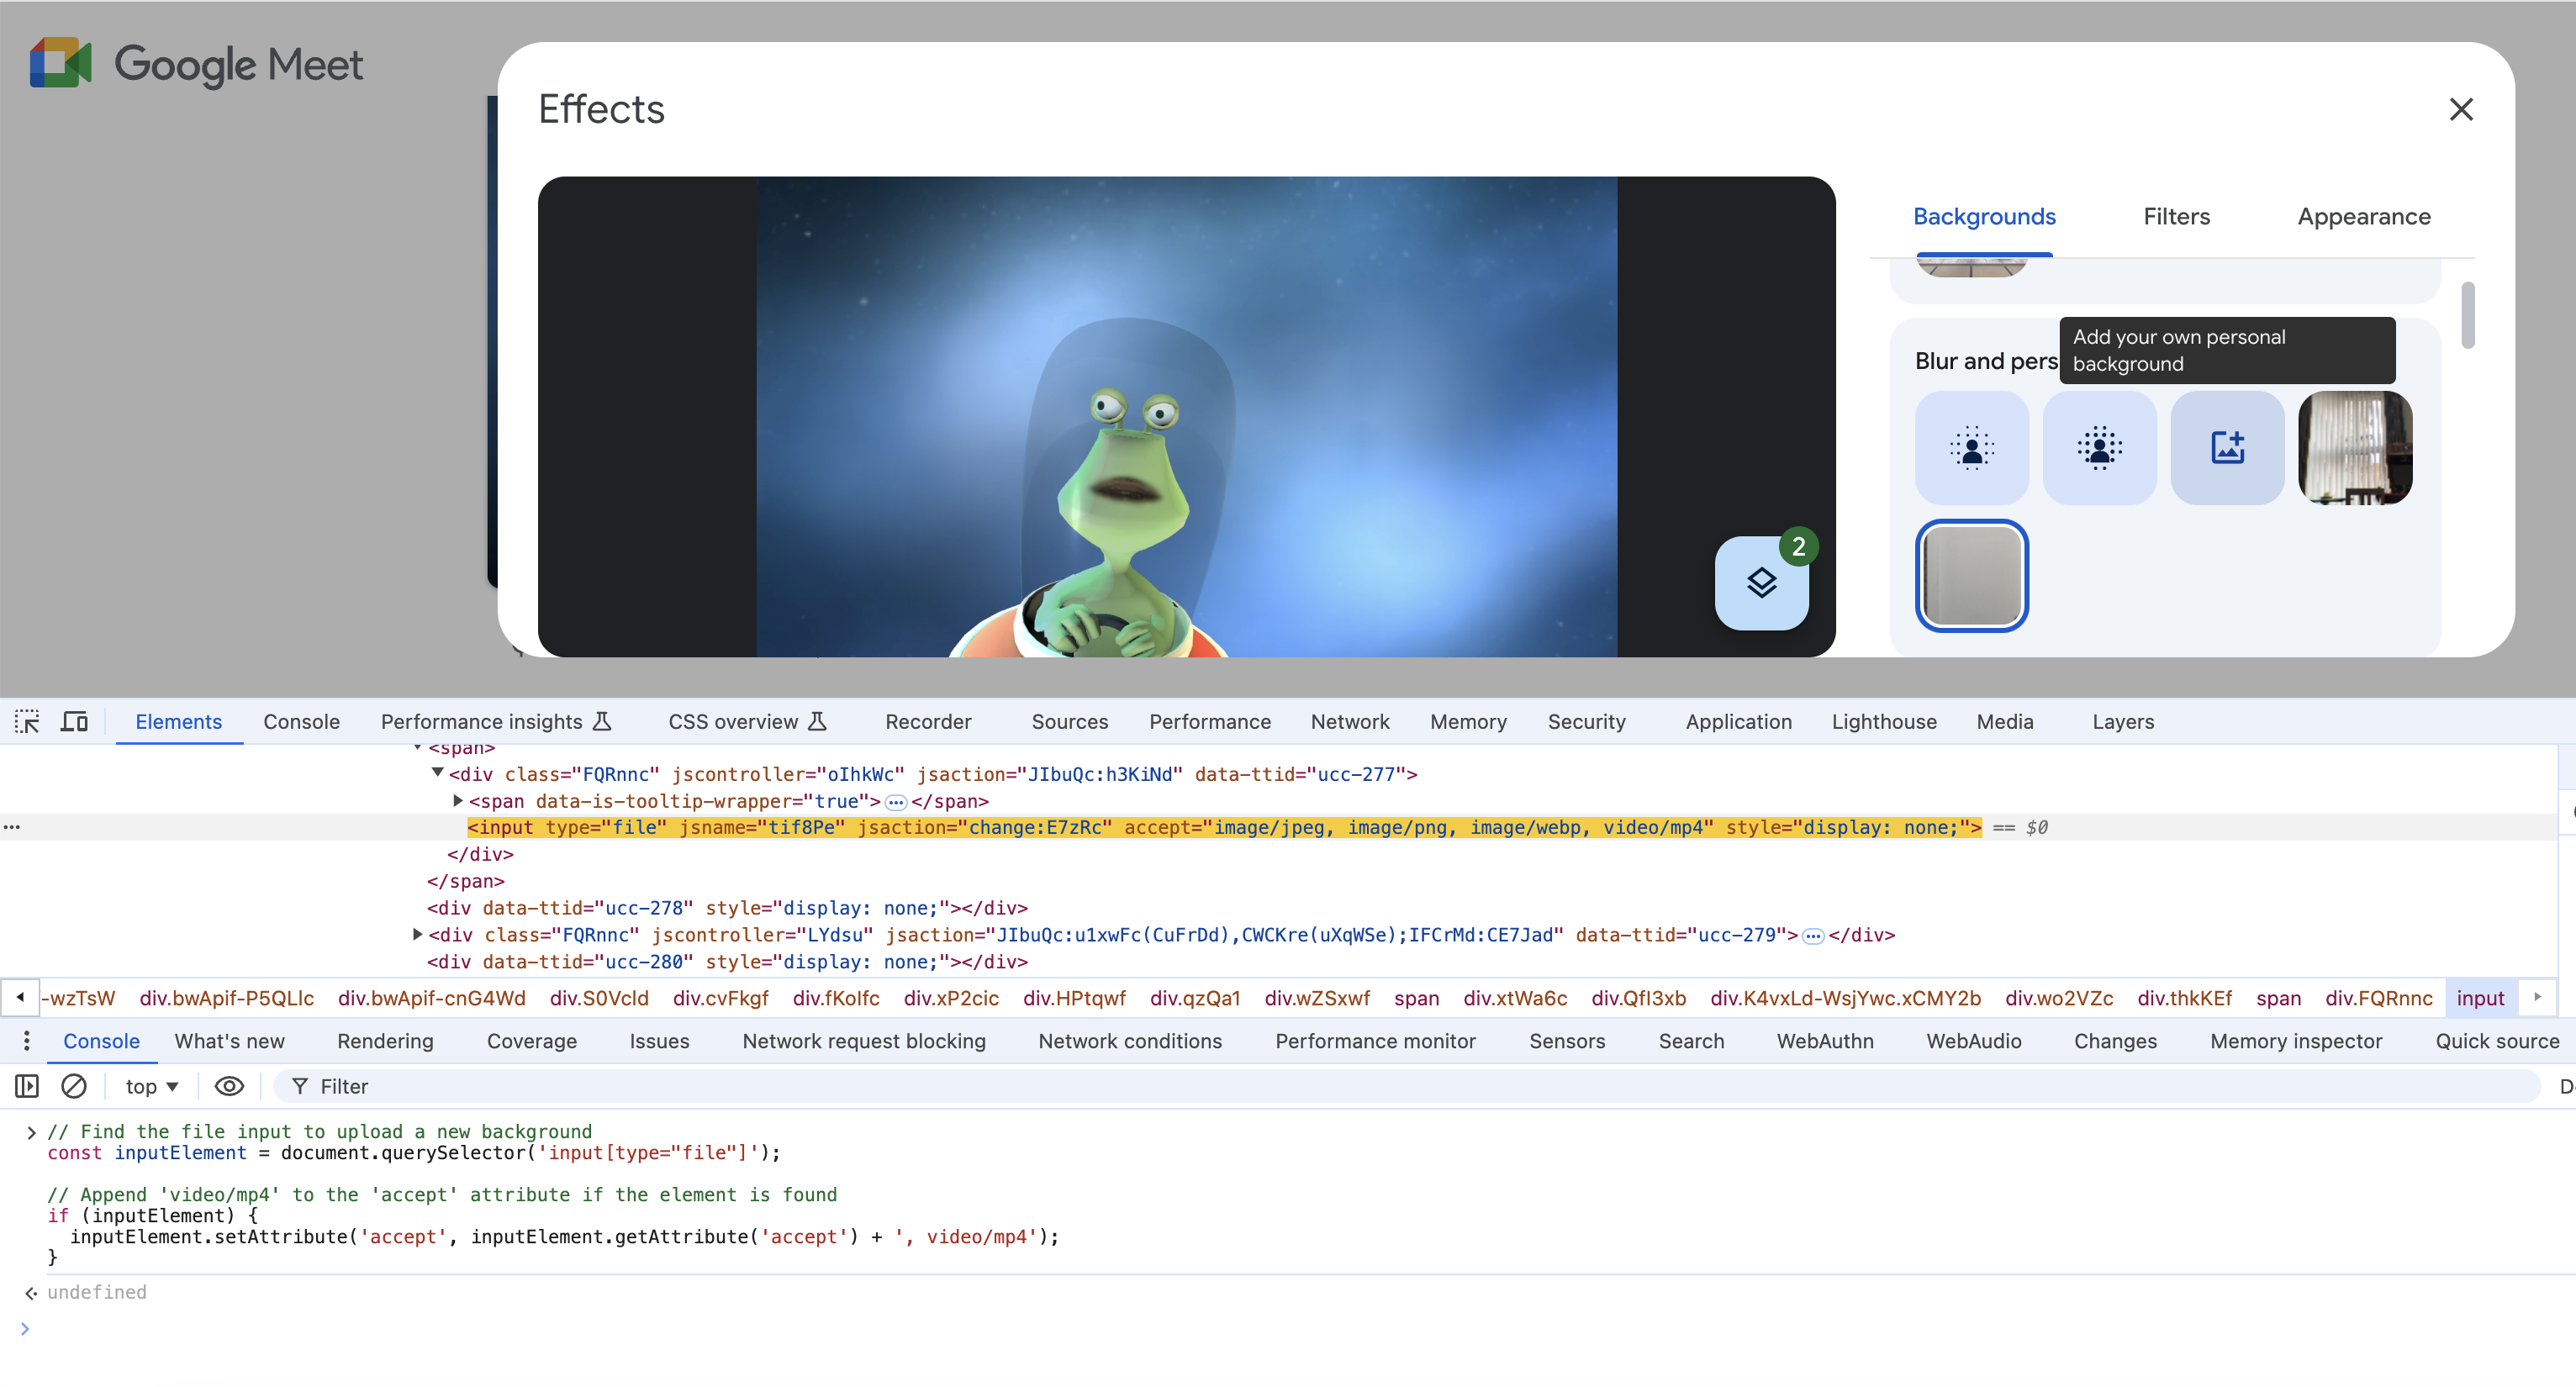 Google Meet
Effects
Backgrounds Filters Appearance
Add your own personal
background
Blur and pers
2
Elements Console Performance insights CSS overview Recorder Sources Performance Network Memory Security Application Lighthouse Media Layers
<span>
<div class="FQRnnc" jscontroller="oIhkWc" jsaction="JIbuQc:h3KiNd" data-ttid="ucc-277">
<span data-is-tooltip-wrapper="true"> ••• </span>
••• <input type="file" jsname="tif8Pe" jsaction="change:E7zRc" accept="image/jpeg, image/png, image/webp, video/mp4" style="display: none;"> == $0
</div>
</span>
<div data-ttid="ucc-278" style="display: none;"></div>
<div class="FQRnnc" jscontroller="LYdsu" jsaction="JIbuQc:u1xwFc(CuFrDd),CWCKre(uXqWSe);IFCrMd:CE7Jad" data-ttid="ucc-279"> ••• </div>
<div data-ttid="ucc-280" style="display: none;"></div>
-wzTsW div.bwApif-P5QLlc div.bwApif-cnG4Wd div.S0Vcld div.cvFkgf div.fKolfc div.xP2cic div.HPtqwf div.qzQa1 div.wZSxwf span div.xtWa6c div.QfI3xb div.K4vxLd-WsjYwc.xCMY2b div.wo2VZc div.thkKEf span div.FQRnnc input
Console What's new Rendering Coverage Issues Network request blocking Network conditions Performance monitor Sensors Search WebAuthn WebAudio Changes Memory inspector Quick source
top Filter D
> // Find the file input to upload a new background
const inputElement = document.querySelector('input[type="file"]');
// Append 'video/mp4' to the 'accept' attribute if the element is found
if (inputElement) {
inputElement.setAttribute('accept', inputElement.getAttribute('accept') + ', video/mp4');
}
undefined
>